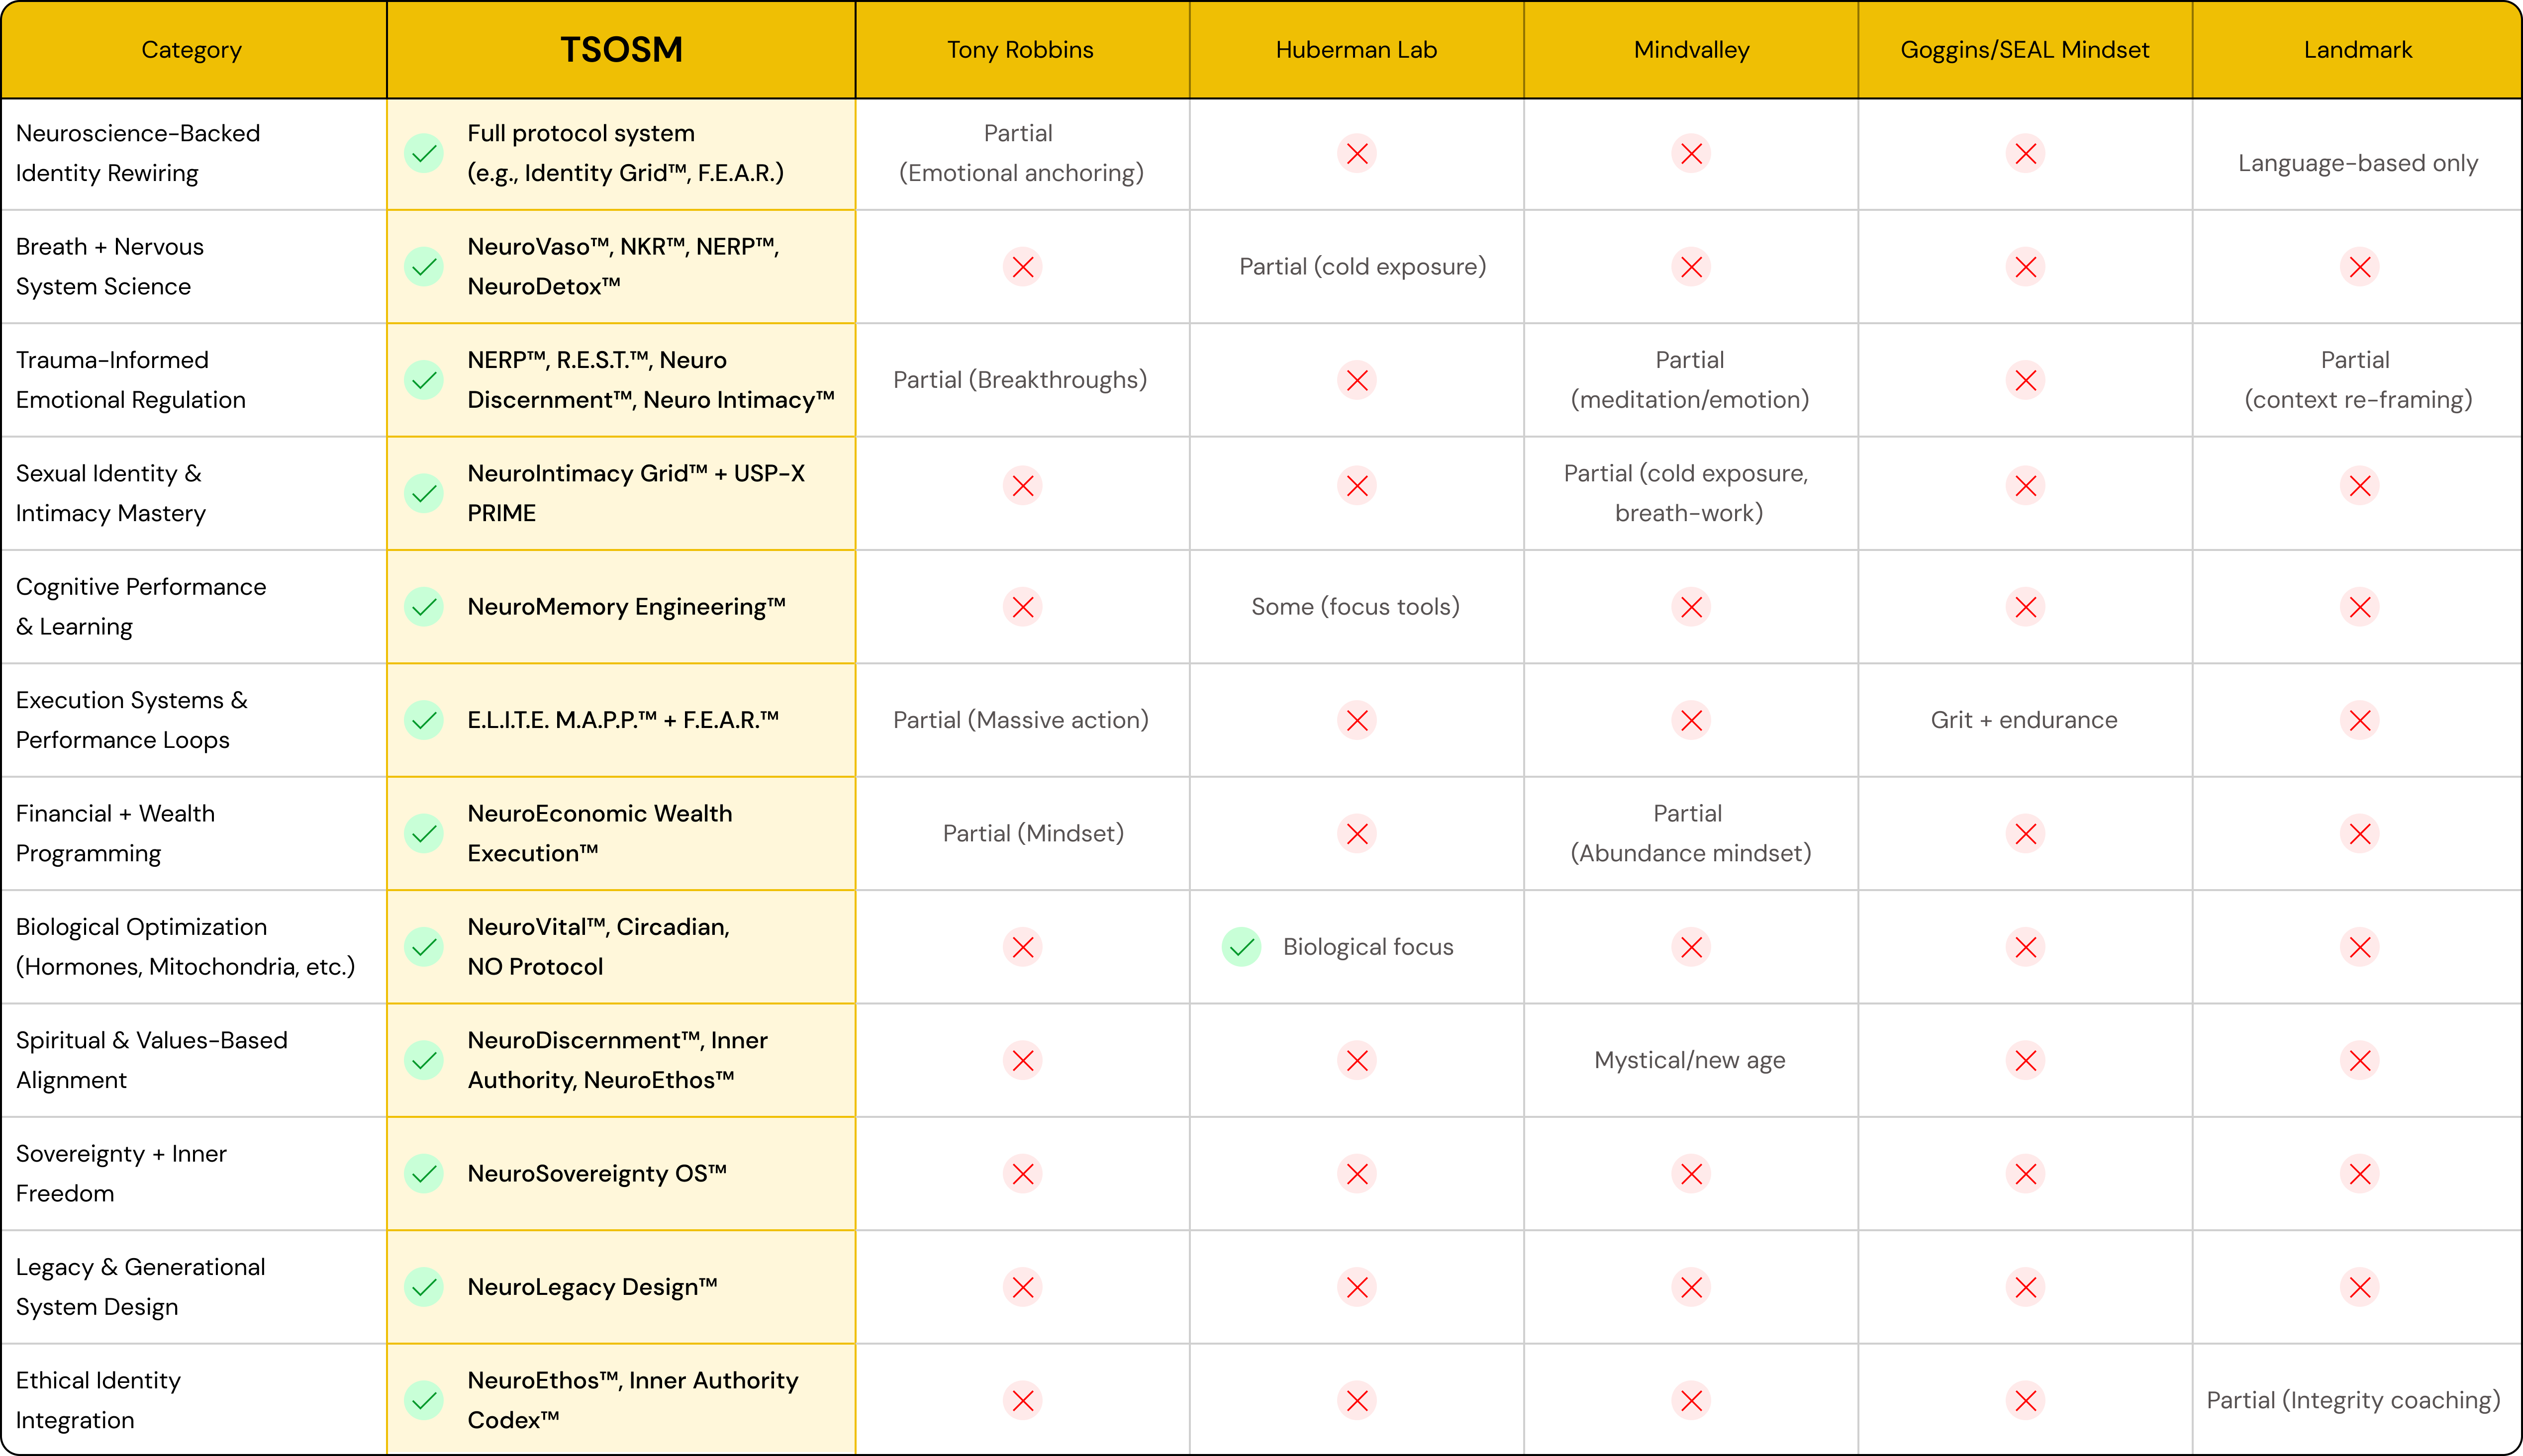 Category
TSOSM
Tony Robbins
Huberman Lab
Mindvalley
Goggins/SEAL Mindset
Landmark
Neuroscience-Backed
Identity Rewiring
Full protocol system
(e.g., Identity Grid™, F.E.A.R.)
Partial
(Emotional anchoring)
Language-based only
Breath + Nervous
System Science
NeuroVaso™, NKR™, NERP™,
NeuroDetox™
Partial (cold exposure)
Trauma-Informed
Emotional Regulation
NERP™, R.E.S.T.™, Neuro
Discernment™, Neuro Intimacy™
Partial (Breakthroughs)
Partial
(meditation/emotion)
Partial
(context re-framing)
Sexual Identity &
Intimacy Mastery
NeuroIntimacy Grid™ + USP-X
PRIME
Partial (cold exposure,
breath-work)
Cognitive Performance
& Learning
NeuroMemory Engineering™
Some (focus tools)
Execution Systems &
Performance Loops
E.L.I.T.E. M.A.P.P.™ + F.E.A.R.™
Partial (Massive action)
Grit + endurance
Financial + Wealth
Programming
NeuroEconomic Wealth
Execution™
Partial (Mindset)
Partial
(Abundance mindset)
Biological Optimization
(Hormones, Mitochondria, etc.)
NeuroVital™, Circadian,
NO Protocol
Biological focus
Spiritual & Values-Based
Alignment
NeuroDiscernment™, Inner
Authority, NeuroEthos™
Mystical/new age
Sovereignty + Inner
Freedom
NeuroSovereignty OS™
Legacy & Generational
System Design
NeuroLegacy Design™
Ethical Identity
Integration
NeuroEthos™, Inner Authority
Codex™
Partial (Integrity coaching)